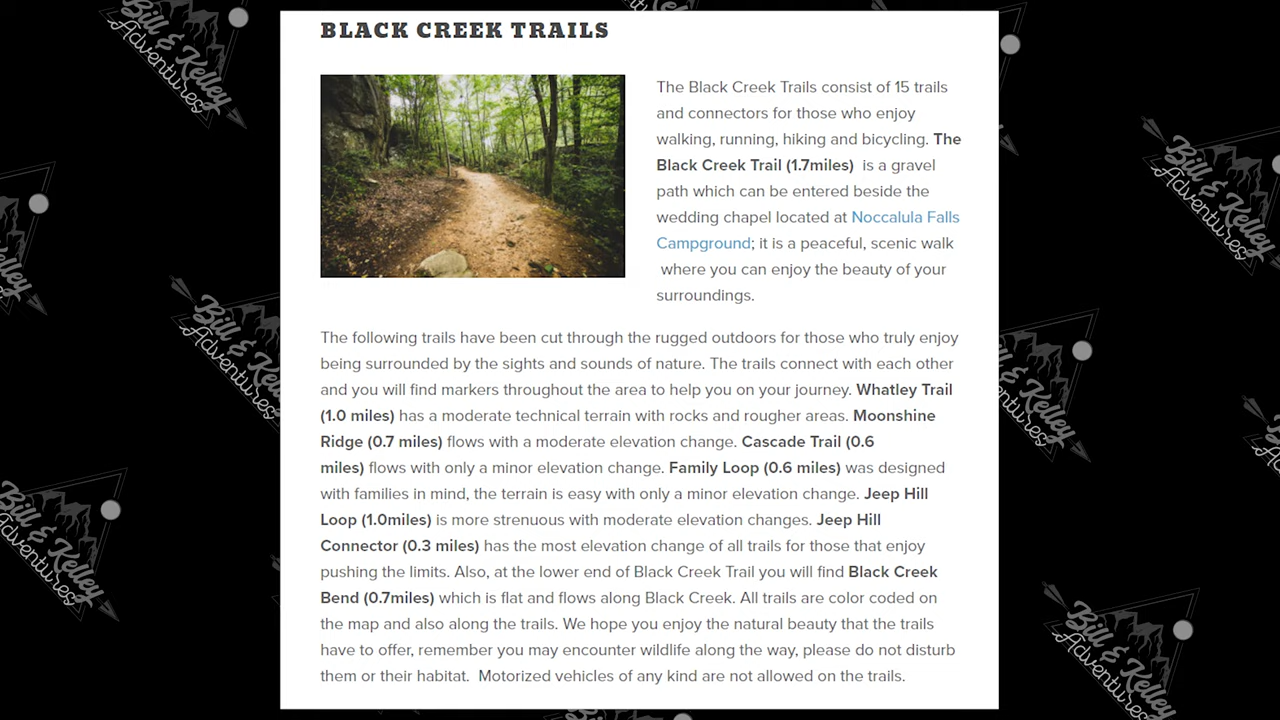 BLACK CREEK TRAILS
The Black Creek Trails consist of 15 trails
and connectors for those who enjoy
walking, running, hiking and bicycling. The
Black Creek Trail (1.7miles)  is a gravel
path which can be entered beside the
wedding chapel located at Noccalula Falls
Campground; it is a peaceful, scenic walk
where you can enjoy the beauty of your
surroundings.
The following trails have been cut through the rugged outdoors for those who truly enjoy
being surrounded by the sights and sounds of nature. The trails connect with each other
and you will find markers throughout the area to help you on your journey. Whatley Trail
(1.0 miles) has a moderate technical terrain with rocks and rougher areas. Moonshine
Ridge (0.7 miles) flows with a moderate elevation change. Cascade Trail (0.6
miles) flows with only a minor elevation change. Family Loop (0.6 miles) was designed
with families in mind, the terrain is easy with only a minor elevation change. Jeep Hill
Loop (1.0miles) is more strenuous with moderate elevation changes. Jeep Hill
Connector (0.3 miles) has the most elevation change of all trails for those that enjoy
pushing the limits. Also, at the lower end of Black Creek Trail you will find Black Creek
Bend (0.7miles) which is flat and flows along Black Creek. All trails are color coded on
the map and also along the trails. We hope you enjoy the natural beauty that the trails
have to offer, remember you may encounter wildlife along the way, please do not disturb
them or their habitat.  Motorized vehicles of any kind are not allowed on the trails.
Bill & Kelley
Adventures
Bill & Kelley
Adventures
Bill & Kelley
Adventures
Bill & Kelley
Adventures
Bill & Kelley
Adventures